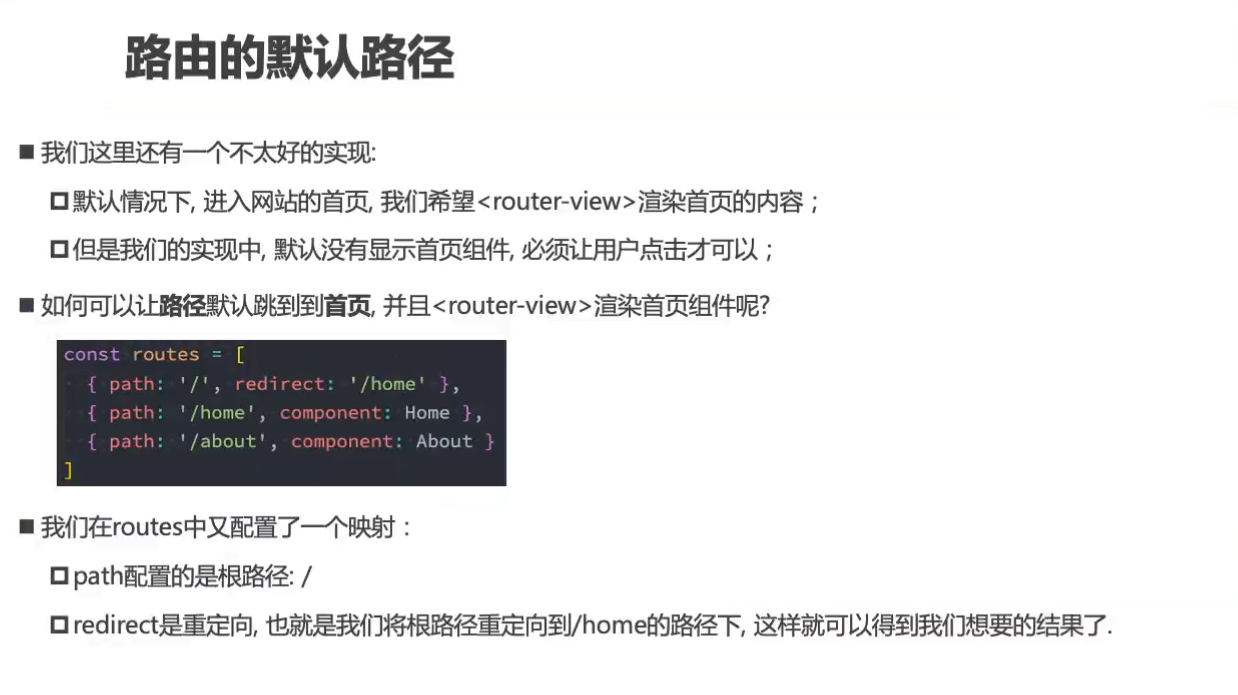 路由的默认路径
■ 我们这里还有一个不太好的实现:
默认情况下, 进入网站的首页, 我们希望<router-view>渲染首页的内容；
但是我们的实现中, 默认没有显示首页组件, 必须让用户点击才可以；
■ 如何可以让路径默认跳到到首页, 并且<router-view>渲染首页组件呢?
const routes = [
{ path: '/', redirect: '/home' },
{ path: '/home', component: Home },
{ path: '/about', component: About }
]
■ 我们在routes中又配置了一个映射：
path配置的是根路径: /
redirect是重定向, 也就是我们将根路径重定向到/home的路径下, 这样就可以得到我们想要的结果了.